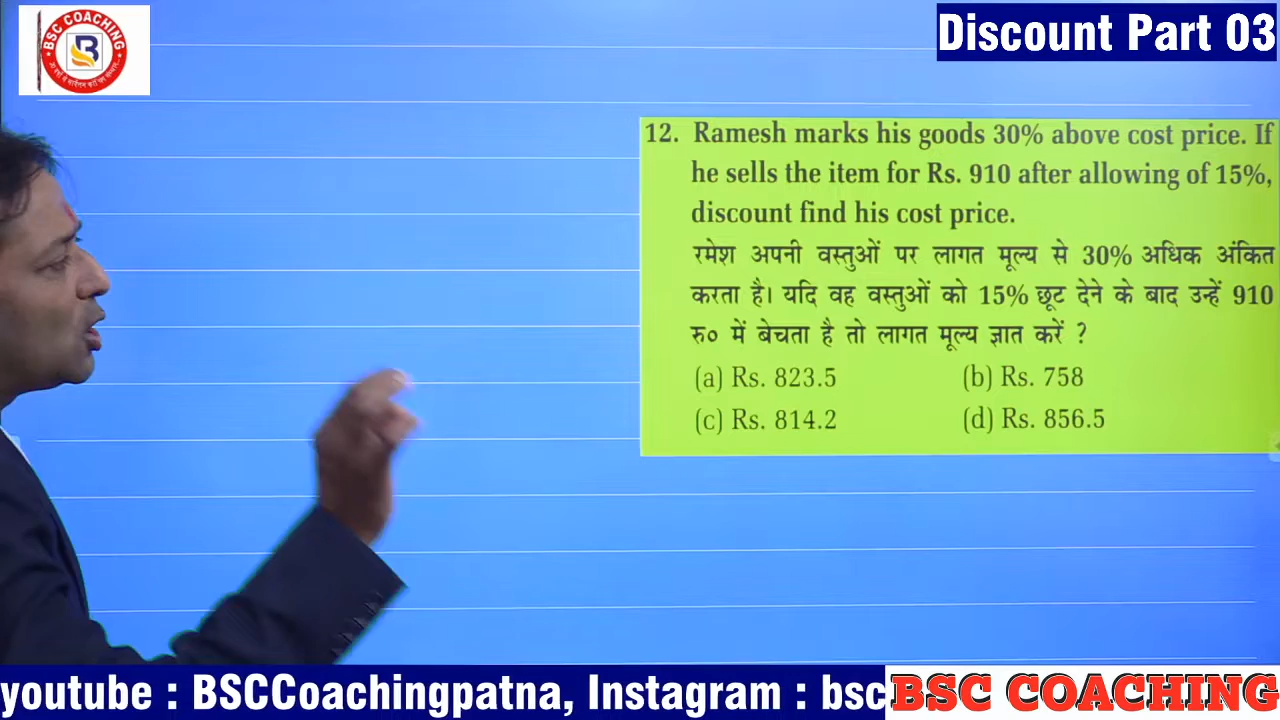 BSC COACHING
Discount Part 03
12. Ramesh marks his goods 30% above cost price. If
he sells the item for Rs. 910 after allowing of 15%,
discount find his cost price.
रमेश अपनी वस्तुओं पर लागत मूल्य से 30% अधिक अंकित
करता है। यदि वह वस्तुओं को 15% छूट देने के बाद उन्हें 910
रु० में बेचता है तो लागत मूल्य ज्ञात करें ?
(a) Rs. 823.5 (b) Rs. 758
(c) Rs. 814.2 (d) Rs. 856.5
youtube : BSCCoachingpatna, Instagram : bsc
BSC COACHING